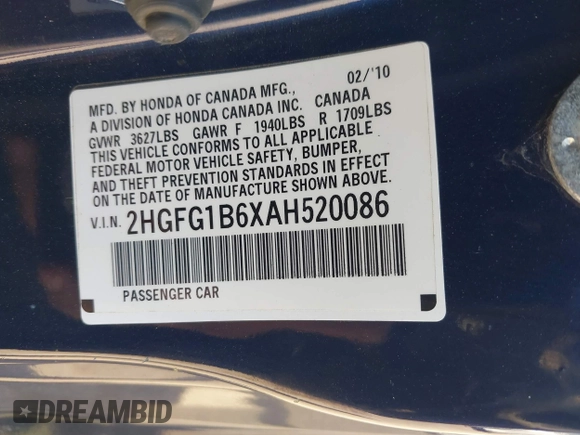 MFD. BY HONDA OF CANADA MFG., 02/'10
A DIVISION OF HONDA CANADA INC. CANADA
GVWR 3627LBS GAWR F 1940LBS R 1709LBS
THIS VEHICLE CONFORMS TO ALL APPLICABLE
FEDERAL MOTOR VEHICLE SAFETY, BUMPER,
AND THEFT PREVENTION STANDARDS IN EFFECT
ON THE DATE OF MANUFACTURE SHOWN ABOVE.
V.I.N. 2HGFG1B6XAH520086
PASSENGER CAR
DREAMBID